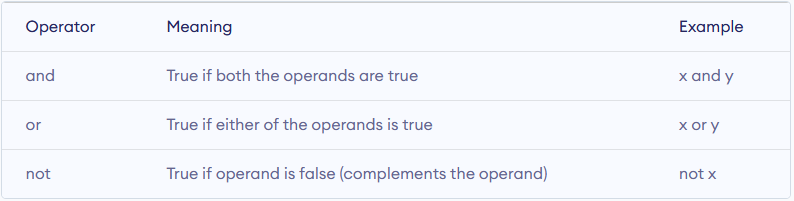 Operator Meaning Example
and True if both the operands are true x and y
or True if either of the operands is true x or y
not True if operand is false (complements the operand) not x